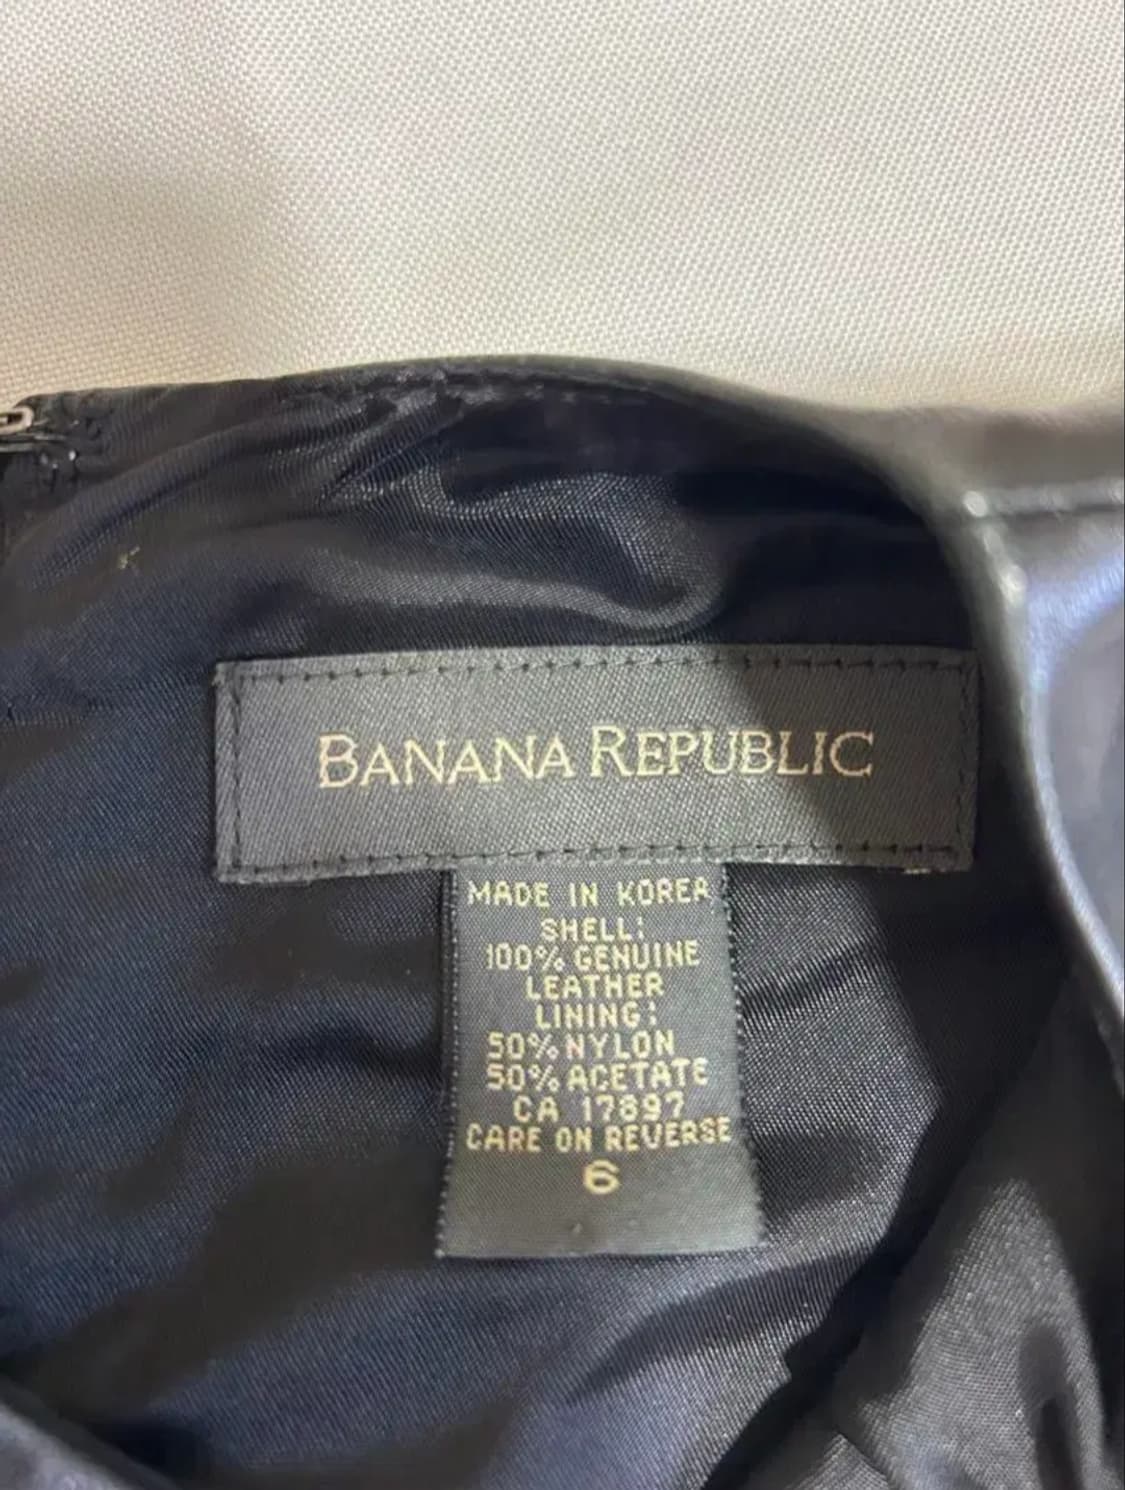 BANANA REPUBLIC
MADE IN KOREA
SHELL:
100% GENUINE
LEATHER
LINING:
50% NYLON
50% ACETATE
CA 17897
CARE ON REVERSE
6